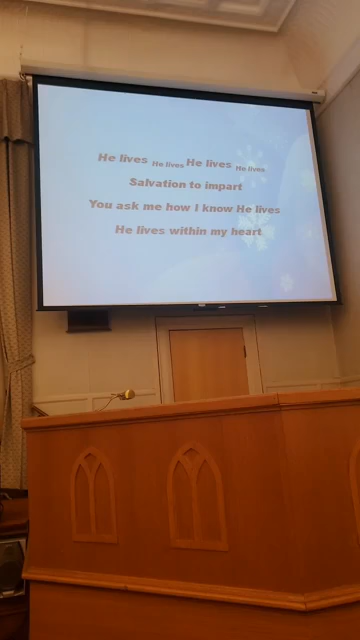 He lives He lives He lives He lives
Salvation to impart
You ask me how I know He lives
He lives within my heart